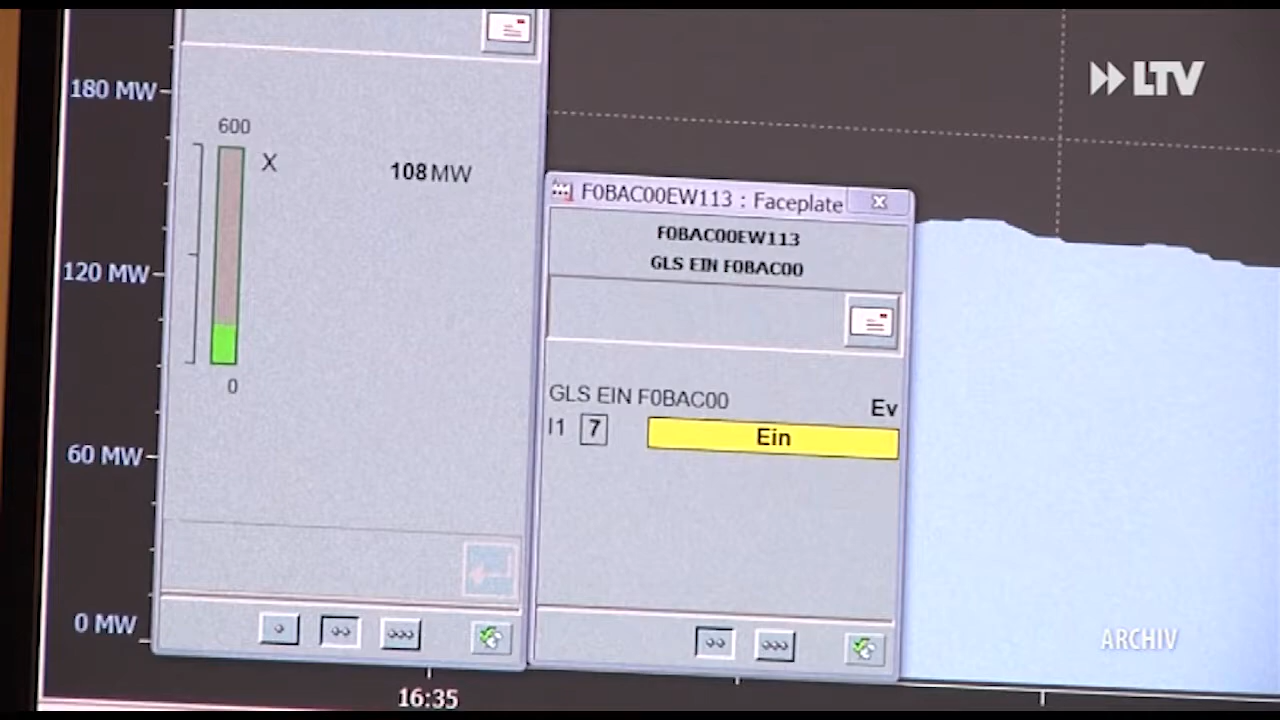 180 MW
120 MW
60 MW
0 MW
16:35
600
X
108 MW
0
F0BAC00EW113 : Faceplate
F0BAC00EW113
GLS EIN F0BAC00
GLS EIN F0BAC00
Ev
I1 7
Ein
LTV
ARCHIV